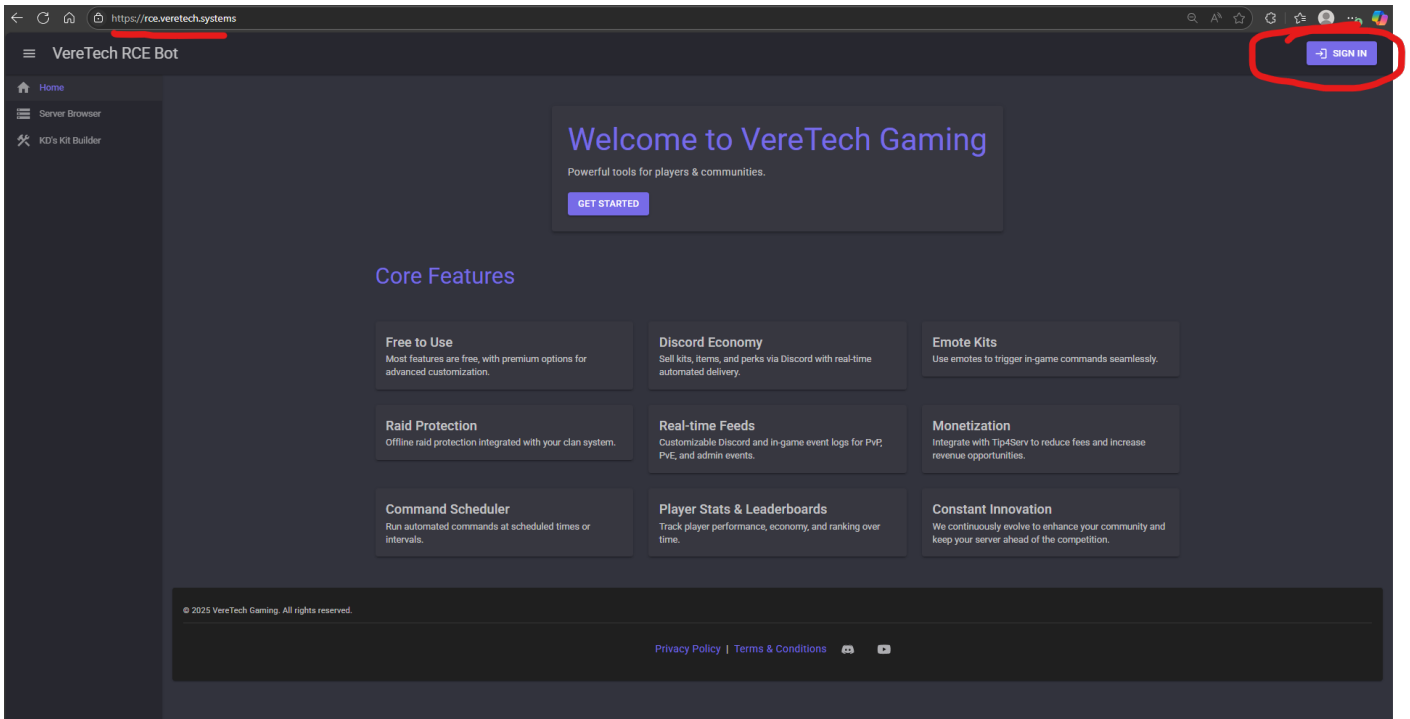 https://rce.veretech.systems
VereTech RCE Bot
SIGN IN
Home
Server Browser
KD's Kit Builder
Welcome to VereTech Gaming
Powerful tools for players & communities.
GET STARTED
Core Features
Free to Use
Most features are free, with premium options for
advanced customization.
Discord Economy
Sell kits, items, and perks via Discord with real-time
automated delivery.
Emote Kits
Use emotes to trigger in-game commands seamlessly.
Raid Protection
Offline raid protection integrated with your clan system.
Real-time Feeds
Customizable Discord and in-game event logs for PvP,
PvE, and admin events.
Monetization
Integrate with Tip4Serv to reduce fees and increase
revenue opportunities.
Command Scheduler
Run automated commands at scheduled times or
intervals.
Player Stats & Leaderboards
Track player performance, economy, and ranking over
time.
Constant Innovation
We continuously evolve to enhance your community and
keep your server ahead of the competition.
© 2025 VereTech Gaming. All rights reserved.
Privacy Policy | Terms & Conditions